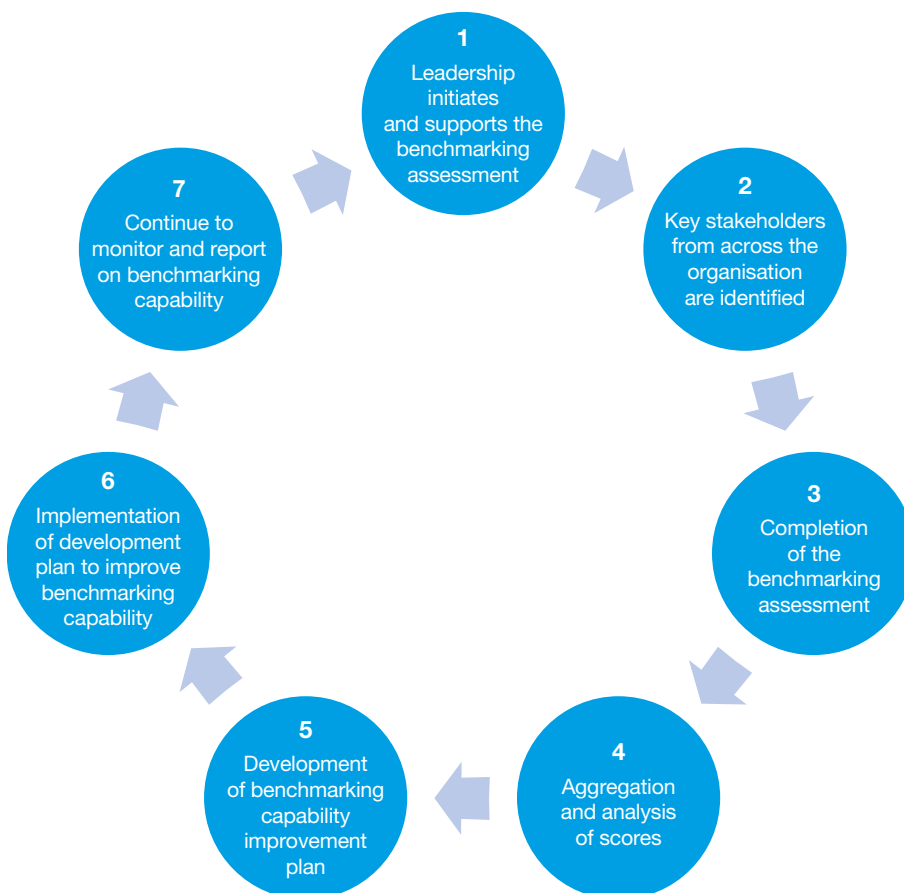 1
Leadership
initiates
and supports the
benchmarking
assessment
2
Key stakeholders
from across the
organisation
are identified
3
Completion
of the
benchmarking
assessment
4
Aggregation
and analysis
of scores
5
Development
of benchmarking
capability
improvement
plan
6
Implementation
of development
plan to improve
benchmarking
capability
7
Continue to
monitor and report
on benchmarking
capability